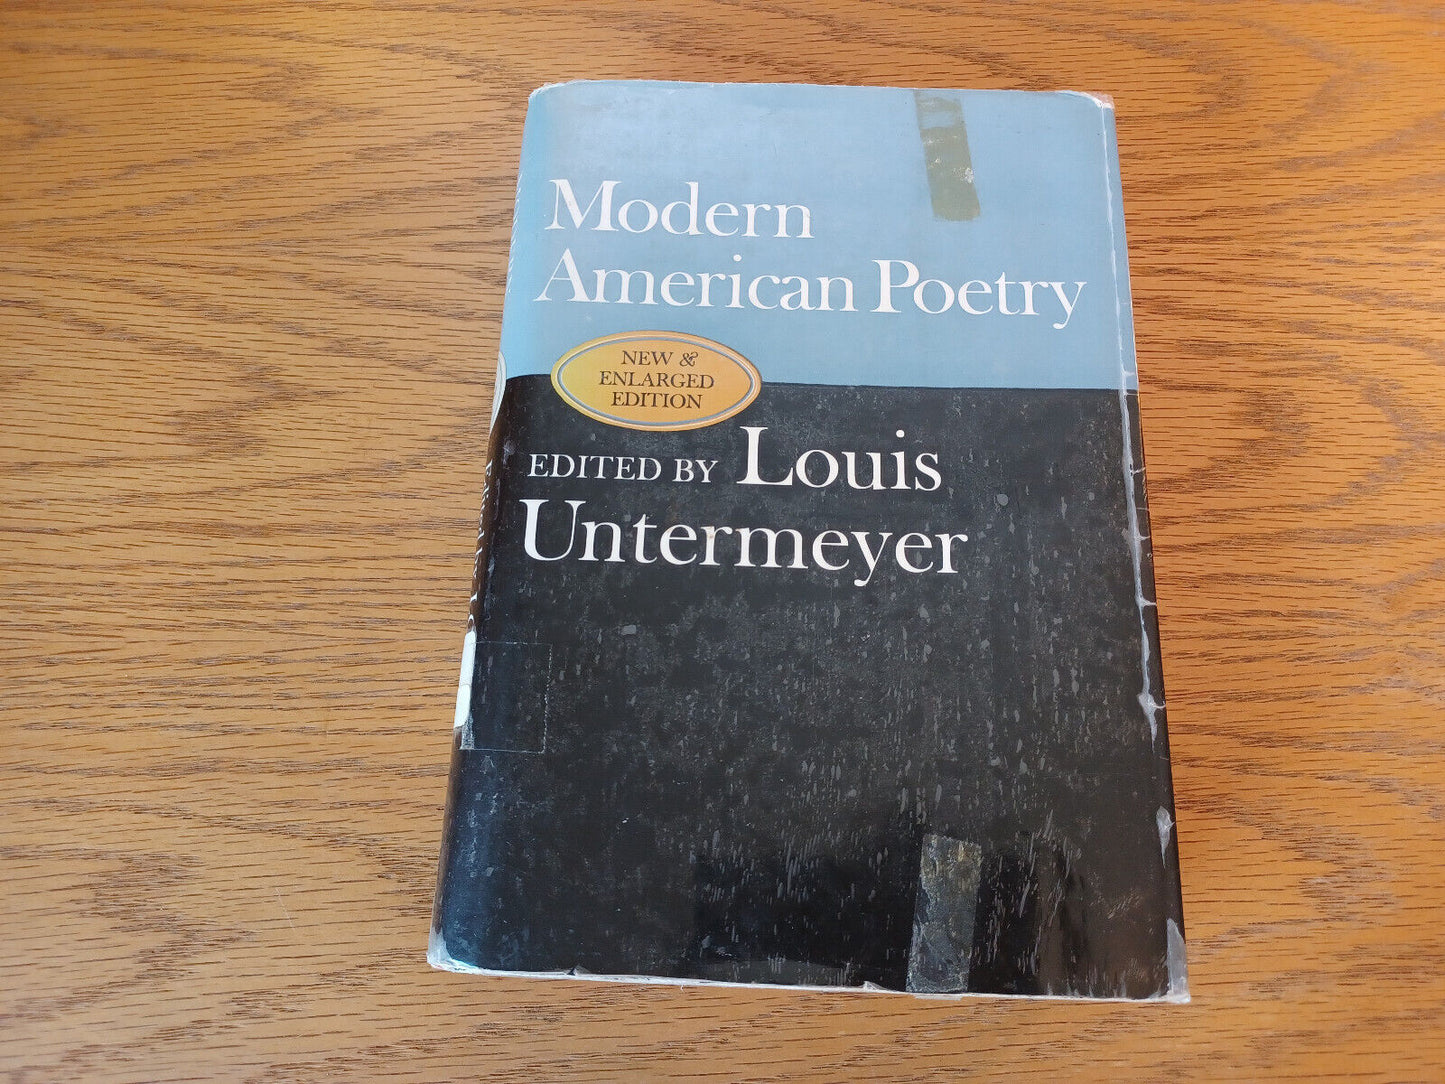 Modern
American Poetry
NEW &
ENLARGED
EDITION
EDITED BY Louis
Untermeyer